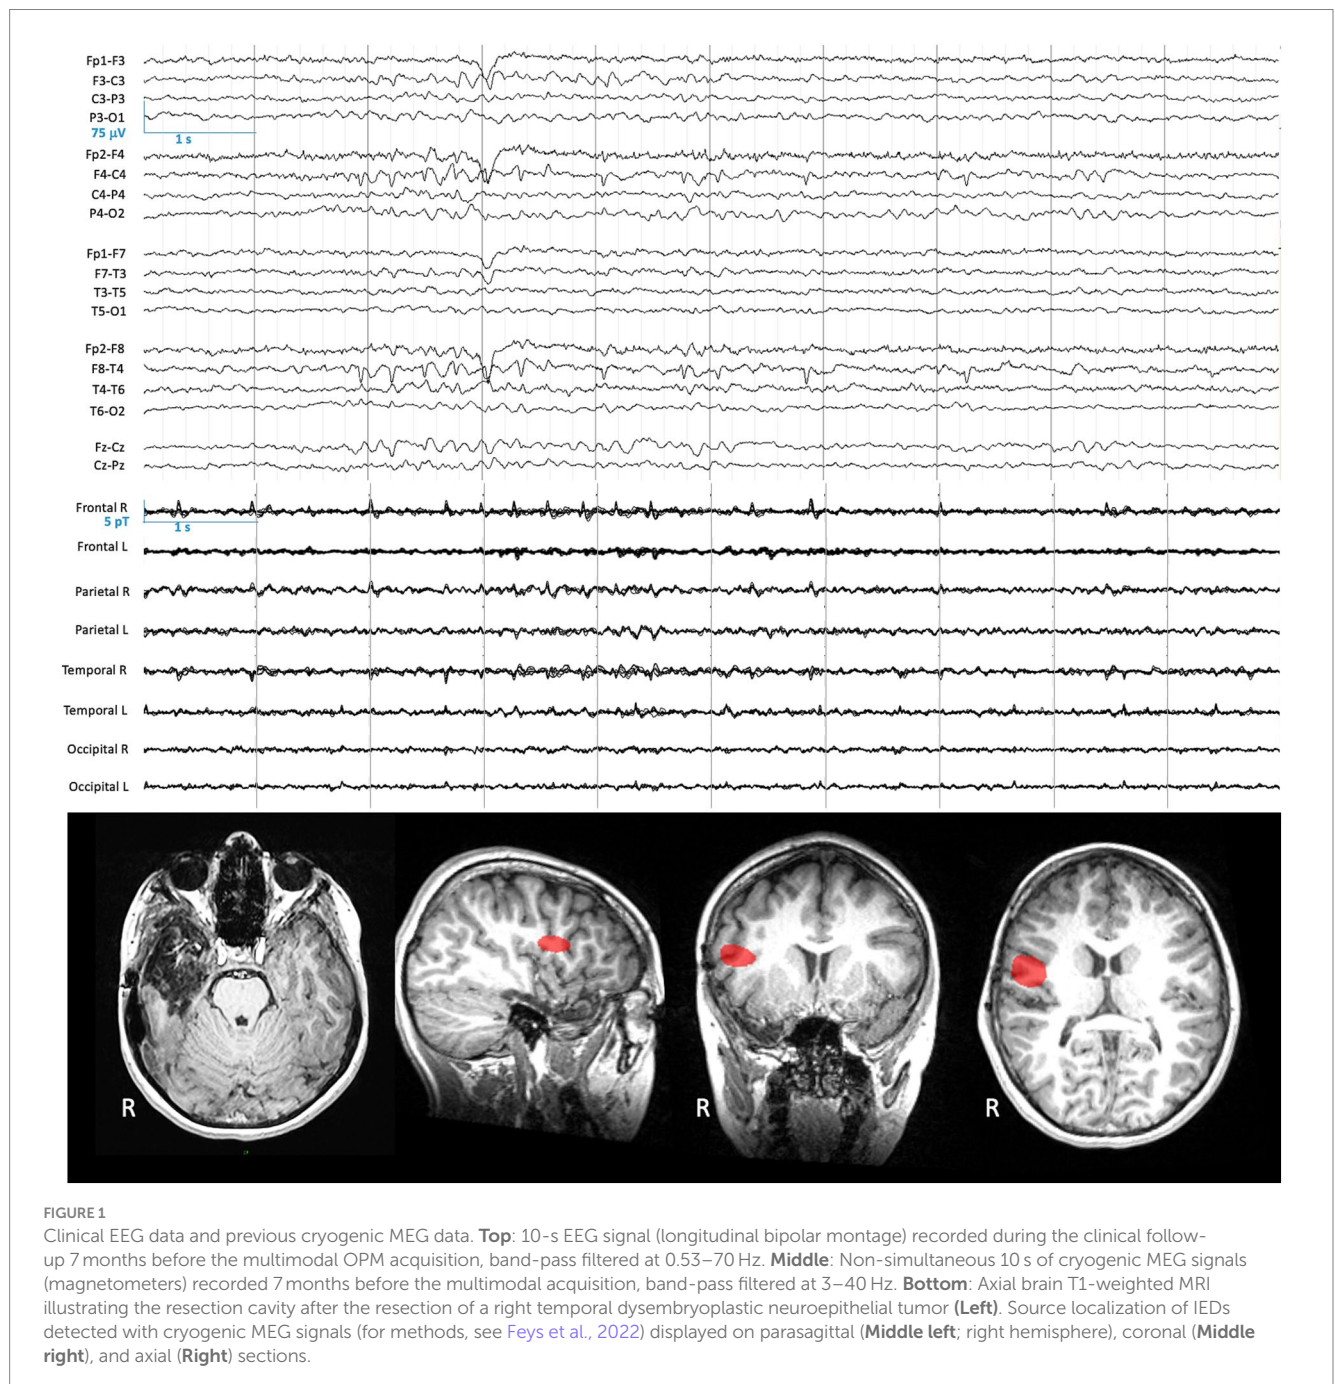 Fp1-F3
F3-C3
C3-P3
P3-O1
75 µV
1 s
Fp2-F4
F4-C4
C4-P4
P4-O2
Fp1-F7
F7-T3
T3-T5
T5-O1
Fp2-F8
F8-T4
T4-T6
T6-O2
Fz-Cz
Cz-Pz
Frontal R
5 pT
1 s
Frontal L
Parietal R
Parietal L
Temporal R
Temporal L
Occipital R
Occipital L
R
R
R
FIGURE 1
Clinical EEG data and previous cryogenic MEG data. Top: 10-s EEG signal (longitudinal bipolar montage) recorded during the clinical follow-
up 7 months before the multimodal OPM acquisition, band-pass filtered at 0.53–70 Hz. Middle: Non-simultaneous 10 s of cryogenic MEG signals
(magnetometers) recorded 7 months before the multimodal acquisition, band-pass filtered at 3–40 Hz. Bottom: Axial brain T1-weighted MRI
illustrating the resection cavity after the resection of a right temporal dysembryoplastic neuroepithelial tumor (Left). Source localization of IEDs
detected with cryogenic MEG signals (for methods, see Feys et al., 2022) displayed on parasagittal (Middle left; right hemisphere), coronal (Middle
right), and axial (Right) sections.